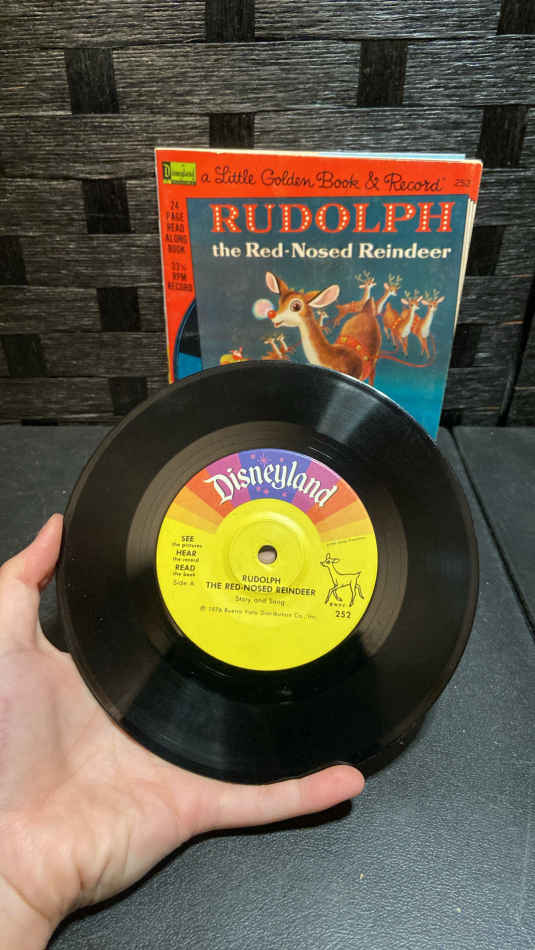 Disneyland
a Little Golden Book & Record
252
24
PAGE
READ
ALONG
BOOK
33⅓
RPM
RECORD
RUDOLPH
the Red-Nosed Reindeer
Disneyland
SEE
the pictures
HEAR
the record
READ
the book
Side A
RUDOLPH
THE RED-NOSED REINDEER
Story and Song
℗ 1976 Buena Vista Distribution Co., Inc.
252